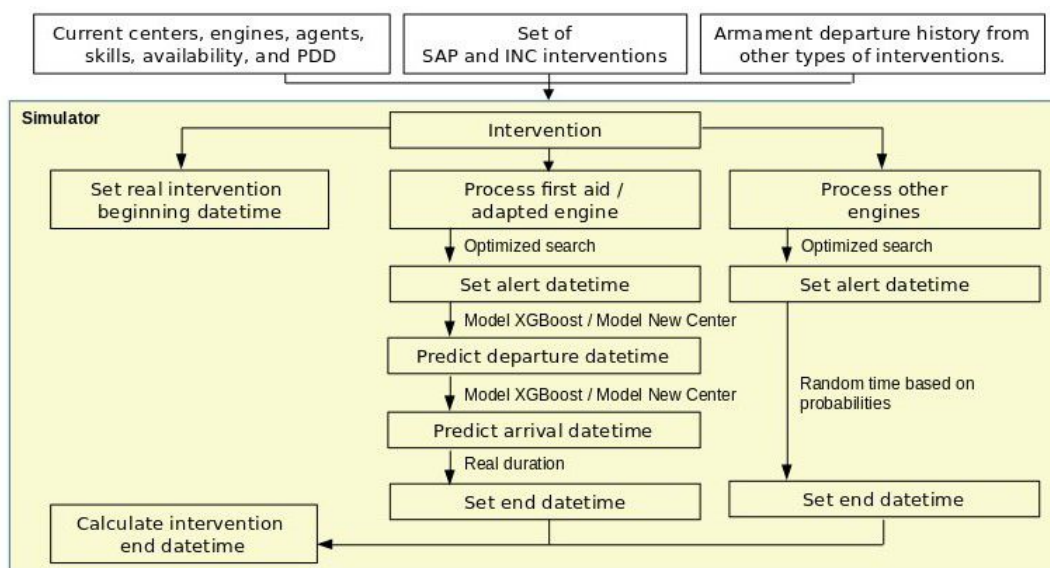 Current centers, engines, agents,
skills, availability, and PDD
Set of
SAP and INC interventions
Armament departure history from
other types of interventions.
Simulator
Intervention
Set real intervention
beginning datetime
Process first aid /
adapted engine
Process other
engines
Optimized search
Optimized search
Set alert datetime
Set alert datetime
Model XGBoost / Model New Center
Predict departure datetime
Model XGBoost / Model New Center
Random time based on
probabilities
Predict arrival datetime
Real duration
Set end datetime
Set end datetime
Calculate intervention
end datetime